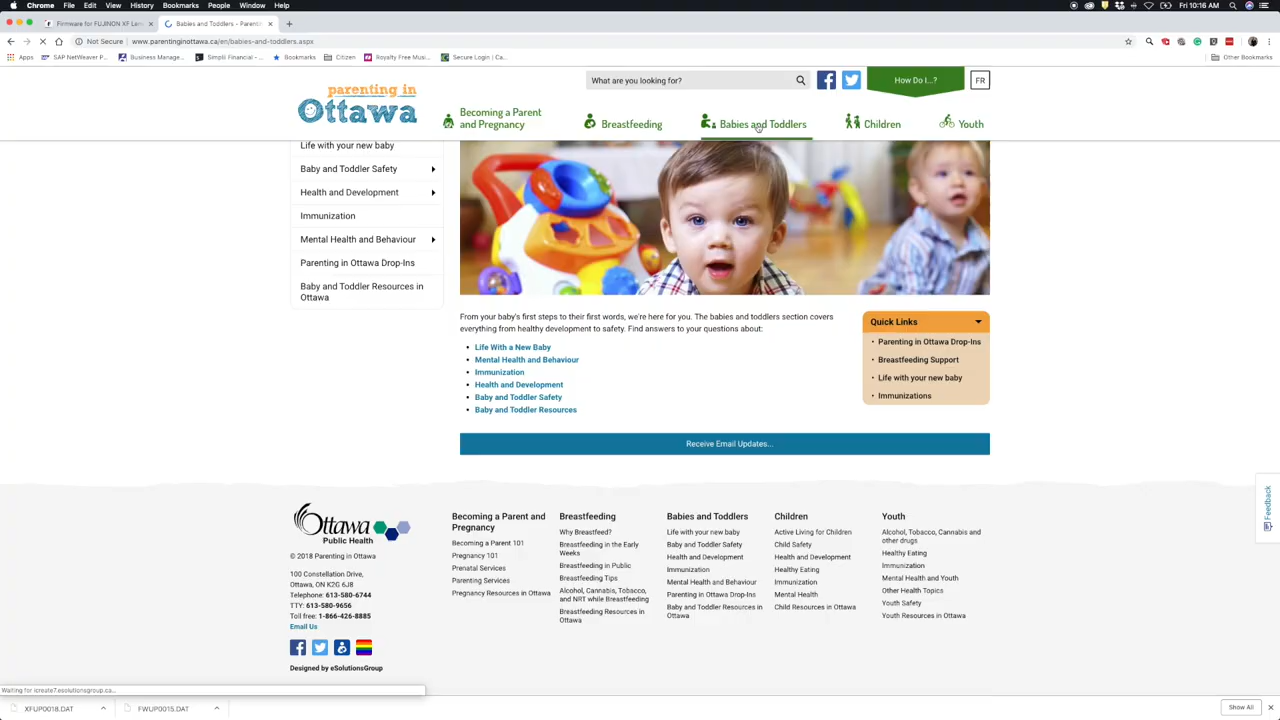 Chrome File Edit View History Bookmarks People Window Help
Fri 10:16 AM
Firmware for FUJINON XF Len
Babies and Toddlers - Parentin
Not Secure www.parentinginottawa.ca/en/babies-and-toddlers.aspx
Apps SAP NetWeaver P... Business Manage... Simplii Financial -... Bookmarks Citizen Royalty Free Musi... Secure Login | Ca... Other Bookmarks
parenting in
Ottawa
What are you looking for?
How Do I...?
FR
Becoming a Parent
and Pregnancy
Breastfeeding
Babies and Toddlers
Children
Youth
Life with your new baby
Baby and Toddler Safety
Health and Development
Immunization
Mental Health and Behaviour
Parenting in Ottawa Drop-Ins
Baby and Toddler Resources in
Ottawa
From your baby's first steps to their first words, we're here for you. The babies and toddlers section covers
everything from healthy development to safety. Find answers to your questions about:
• Life With a New Baby
• Mental Health and Behaviour
• Immunization
• Health and Development
• Baby and Toddler Safety
• Baby and Toddler Resources
Quick Links
• Parenting in Ottawa Drop-Ins
• Breastfeeding Support
• Life with your new baby
• Immunizations
Receive Email Updates...
Feedback
Ottawa
Public Health
© 2018 Parenting in Ottawa
100 Constellation Drive,
Ottawa, ON K2G 6J8
Telephone: 613-580-6744
TTY: 613-580-9656
Toll free: 1-866-426-8885
Email Us
Designed by eSolutionsGroup
Becoming a Parent and
Pregnancy
Becoming a Parent 101
Pregnancy 101
Prenatal Services
Parenting Services
Pregnancy Resources in Ottawa
Breastfeeding
Why Breastfeed?
Breastfeeding in the Early
Weeks
Breastfeeding in Public
Breastfeeding Tips
Alcohol, Cannabis, Tobacco,
and NRT while Breastfeeding
Breastfeeding Resources in
Ottawa
Babies and Toddlers
Life with your new baby
Baby and Toddler Safety
Health and Development
Immunization
Mental Health and Behaviour
Parenting in Ottawa Drop-Ins
Baby and Toddler Resources in
Ottawa
Children
Active Living for Children
Child Safety
Health and Development
Healthy Eating
Immunization
Mental Health
Child Resources in Ottawa
Youth
Alcohol, Tobacco, Cannabis and
other drugs
Healthy Eating
Immunization
Mental Health and Youth
Other Health Topics
Youth Safety
Youth Resources in Ottawa
Waiting for icreate7.esolutionsgroup.ca...
XFUP0018.DAT
FWUP0015.DAT
Show All